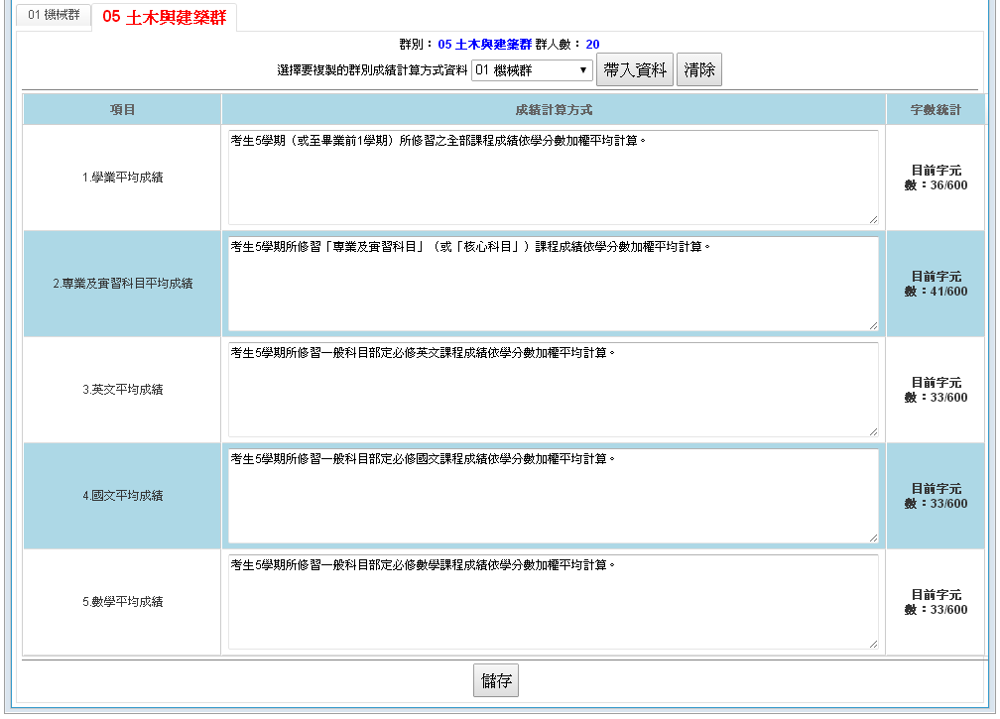 01 機械群
05 土木與建築群
群別： 05 土木與建築群 群人數： 20
選擇要複製的群別成績計算方式資料 01 機械群 帶入資料 清除
項目 成績計算方式 字數統計
1.學業平均成績
考生5學期（或至畢業前1學期）所修習之全部課程成績依學分數加權平均計算。
目前字元
數：36/600
2.專業及實習科目平均成績
考生5學期所修習「專業及實習科目」（或「核心科目」）課程成績依學分數加權平均計算。
目前字元
數：41/600
3.英文平均成績
考生5學期所修習一般科目部定必修英文課程成績依學分數加權平均計算。
目前字元
數：33/600
4.國文平均成績
考生5學期所修習一般科目部定必修國文課程成績依學分數加權平均計算。
目前字元
數：33/600
5.數學平均成績
考生5學期所修習一般科目部定必修數學課程成績依學分數加權平均計算。
目前字元
數：33/600
儲存